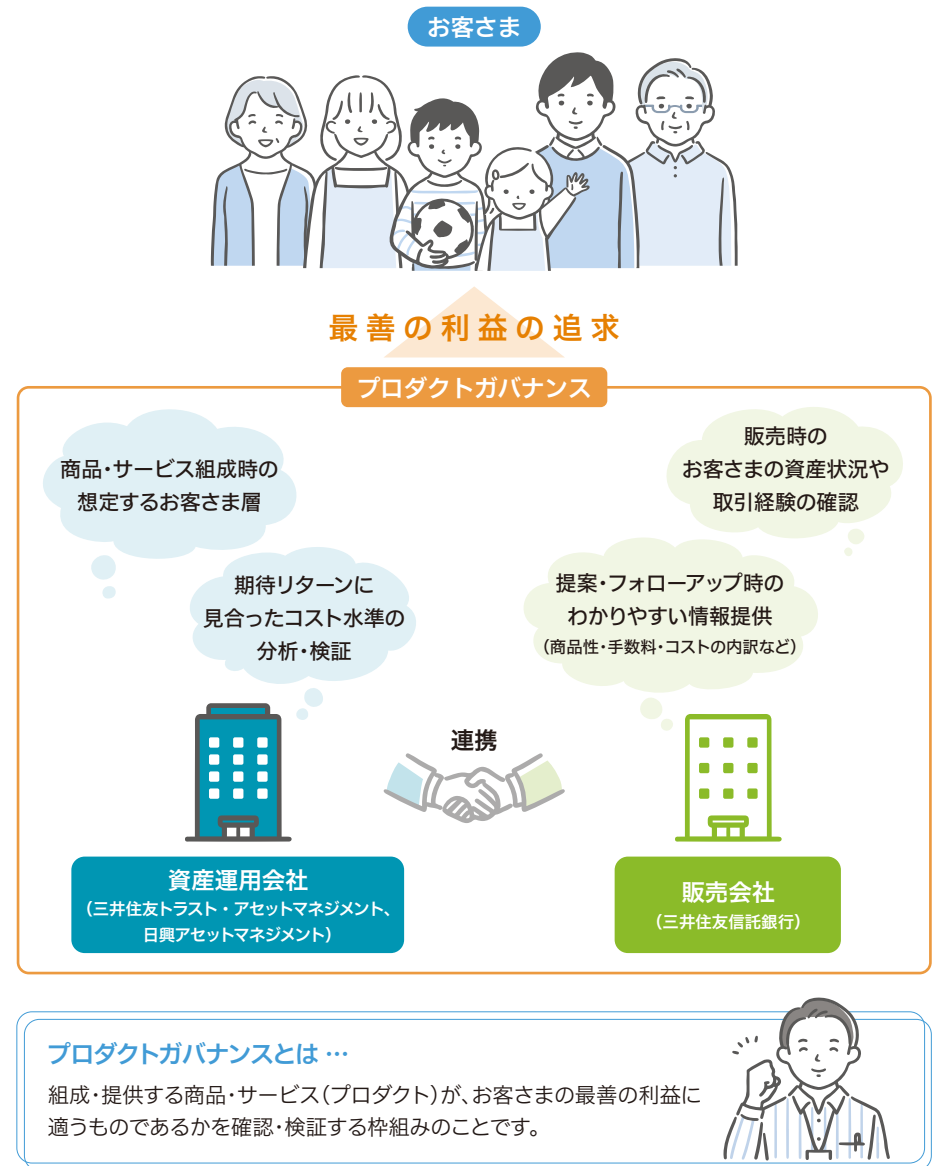 お客さま
最善の利益の追求
プロダクトガバナンス
商品・サービス組成時の
想定するお客さま層
期待リターンに
見合ったコスト水準の
分析・検証
販売時の
お客さまの資産状況や
取引経験の確認
提案・フォローアップ時の
わかりやすい情報提供
(商品性・手数料・コストの内訳など)
連携
資産運用会社
(三井住友トラスト・アセットマネジメント、
日興アセットマネジメント)
販売会社
(三井住友信託銀行)
プロダクトガバナンスとは…
組成・提供する商品・サービス(プロダクト)が、お客さまの最善の利益に
適うものであるかを確認・検証する枠組みのことです。